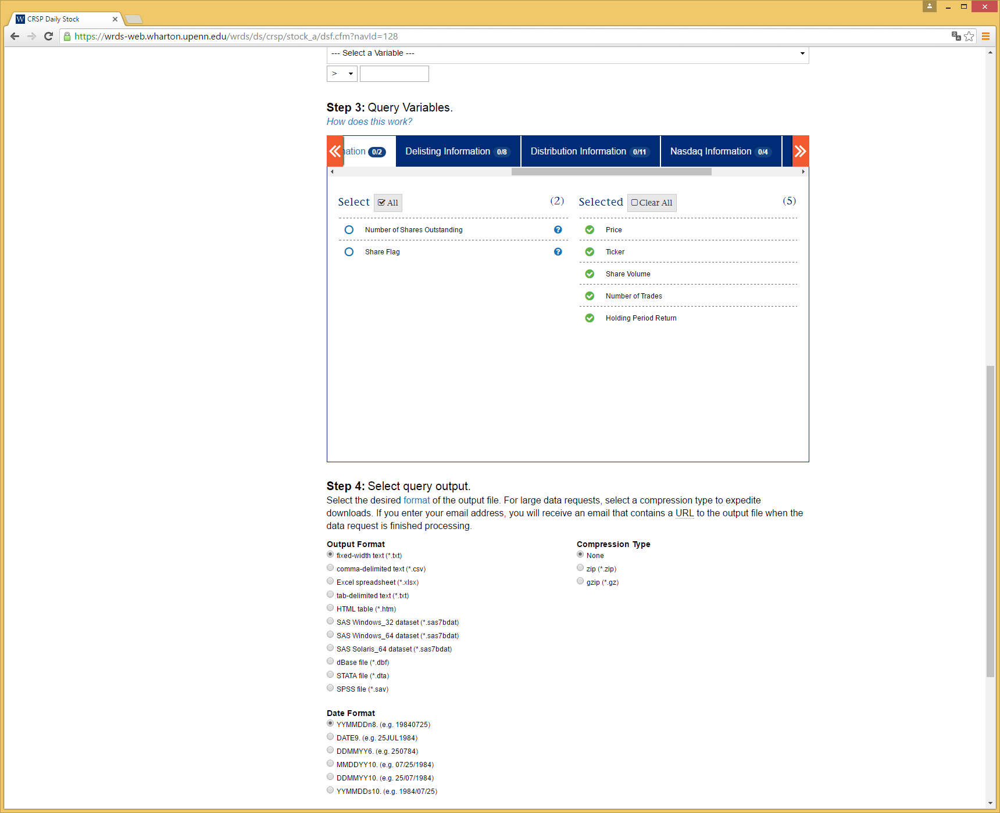 CRSP Daily Stock
https://wrds-web.wharton.upenn.edu/wrds/ds/crsp/stock_a/dsf.cfm?navId=128
--- Select a Variable ---
>
Step 3: Query Variables.
How does this work?
mation 0/2 Delisting Information 0/8 Distribution Information 0/11 Nasdaq Information 0/4
Select All (2) Selected Clear All (5)
Number of Shares Outstanding ? Price
Share Flag ? Ticker
Share Volume
Number of Trades
Holding Period Return
Step 4: Select query output.
Select the desired format of the output file. For large data requests, select a compression type to expedite
downloads. If you enter your email address, you will receive an email that contains a URL to the output file when the
data request is finished processing.
Output Format Compression Type
fixed-width text (*.txt) None
comma-delimited text (*.csv) zip (*.zip)
Excel spreadsheet (*.xlsx) gzip (*.gz)
tab-delimited text (*.txt)
HTML table (*.htm)
SAS Windows_32 dataset (*.sas7bdat)
SAS Windows_64 dataset (*.sas7bdat)
SAS Solaris_64 dataset (*.sas7bdat)
dBase file (*.dbf)
STATA file (*.dta)
SPSS file (*.sav)
Date Format
YYMMDDn8. (e.g. 19840725)
DATE9. (e.g. 25JUL1984)
DDMMYY6. (e.g. 250784)
MMDDYY10. (e.g. 07/25/1984)
DDMMYY10. (e.g. 25/07/1984)
YYMMDDs10. (e.g. 1984/07/25)